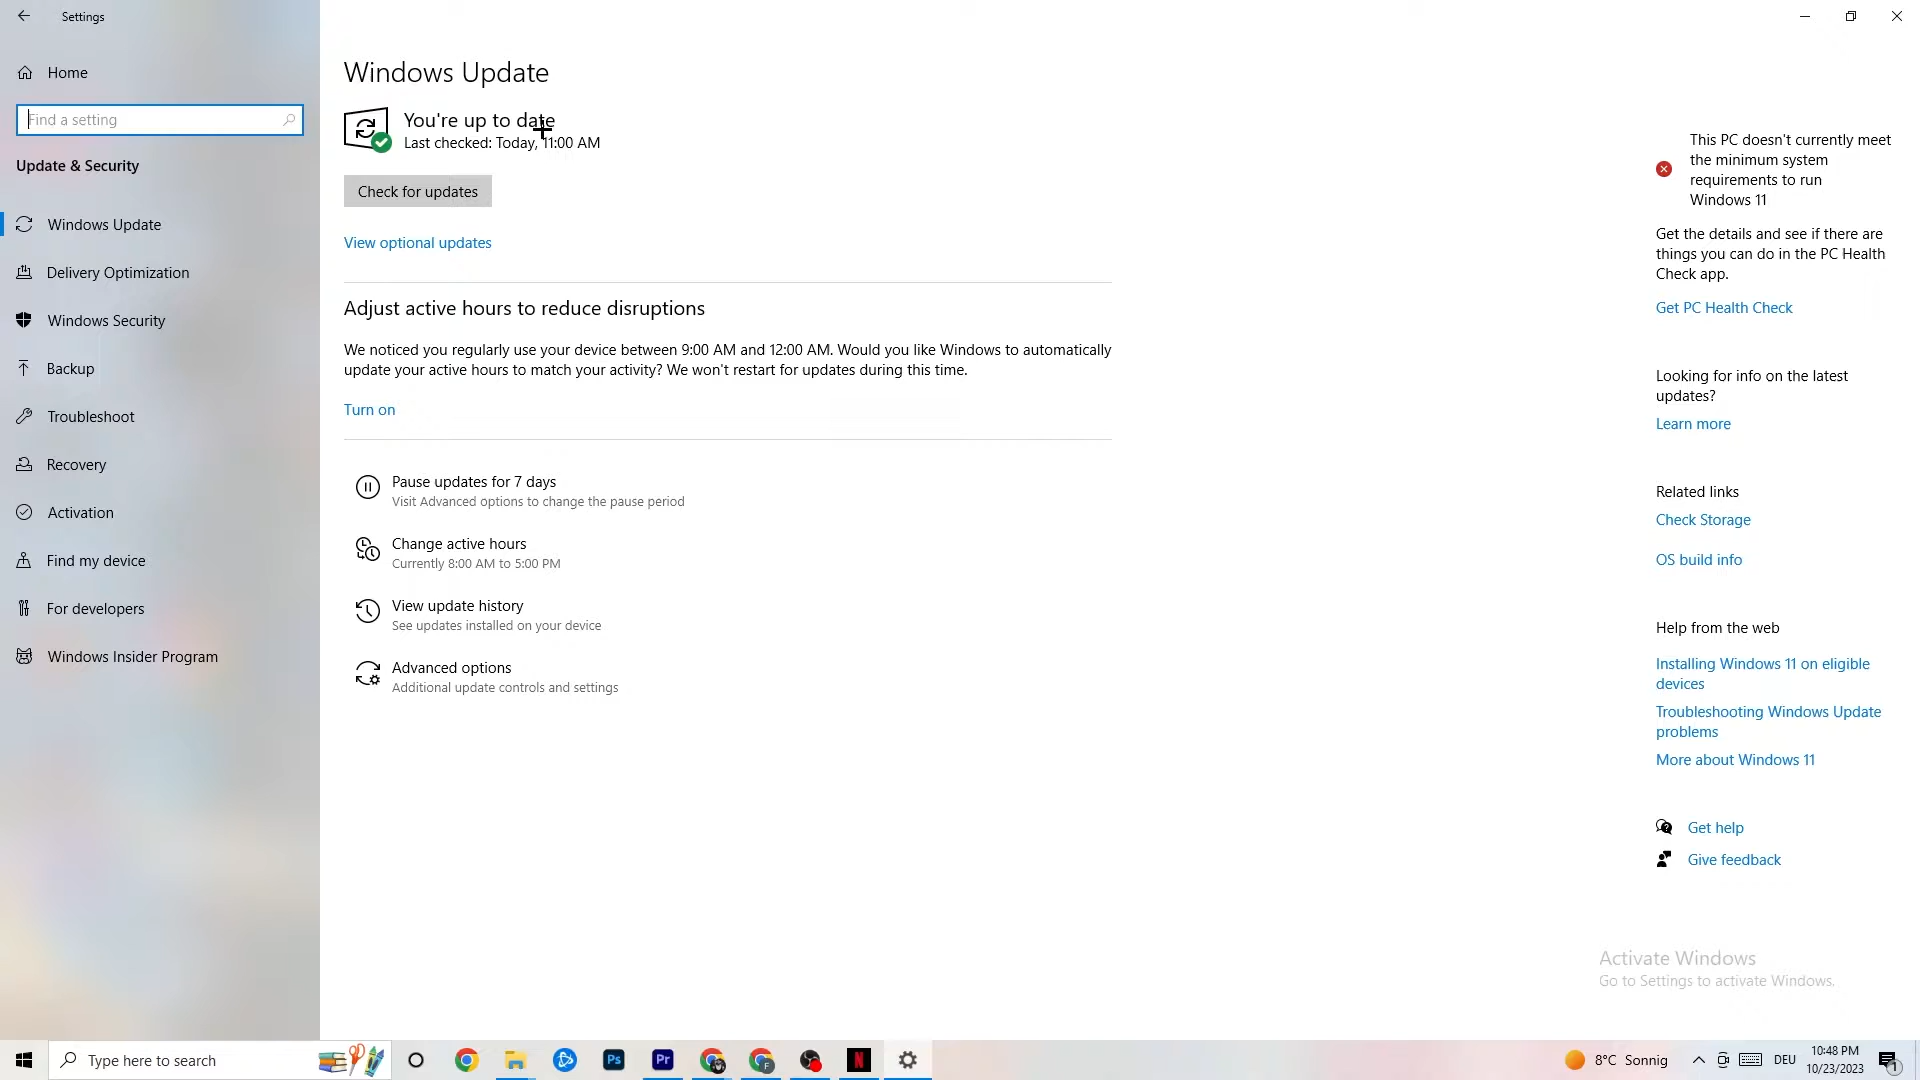 Settings
Home
Find a setting
Update & Security
Windows Update
Delivery Optimization
Windows Security
Backup
Troubleshoot
Recovery
Activation
Find my device
For developers
Windows Insider Program
Windows Update
You're up to date
Last checked: Today, 11:00 AM
Check for updates
View optional updates
Adjust active hours to reduce disruptions
We noticed you regularly use your device between 9:00 AM and 12:00 AM. Would you like Windows to automatically
update your active hours to match your activity? We won't restart for updates during this time.
Turn on
Pause updates for 7 days
Visit Advanced options to change the pause period
Change active hours
Currently 8:00 AM to 5:00 PM
View update history
See updates installed on your device
Advanced options
Additional update controls and settings
This PC doesn't currently meet
the minimum system
requirements to run
Windows 11
Get the details and see if there are
things you can do in the PC Health
Check app.
Get PC Health Check
Looking for info on the latest
updates?
Learn more
Related links
Check Storage
OS build info
Help from the web
Installing Windows 11 on eligible
devices
Troubleshooting Windows Update
problems
More about Windows 11
Get help
Give feedback
Activate Windows
Go to Settings to activate Windows.
Type here to search
Ps
Pr
F
N
8°C Sonnig
DEU
10:48 PM
10/23/2023
1